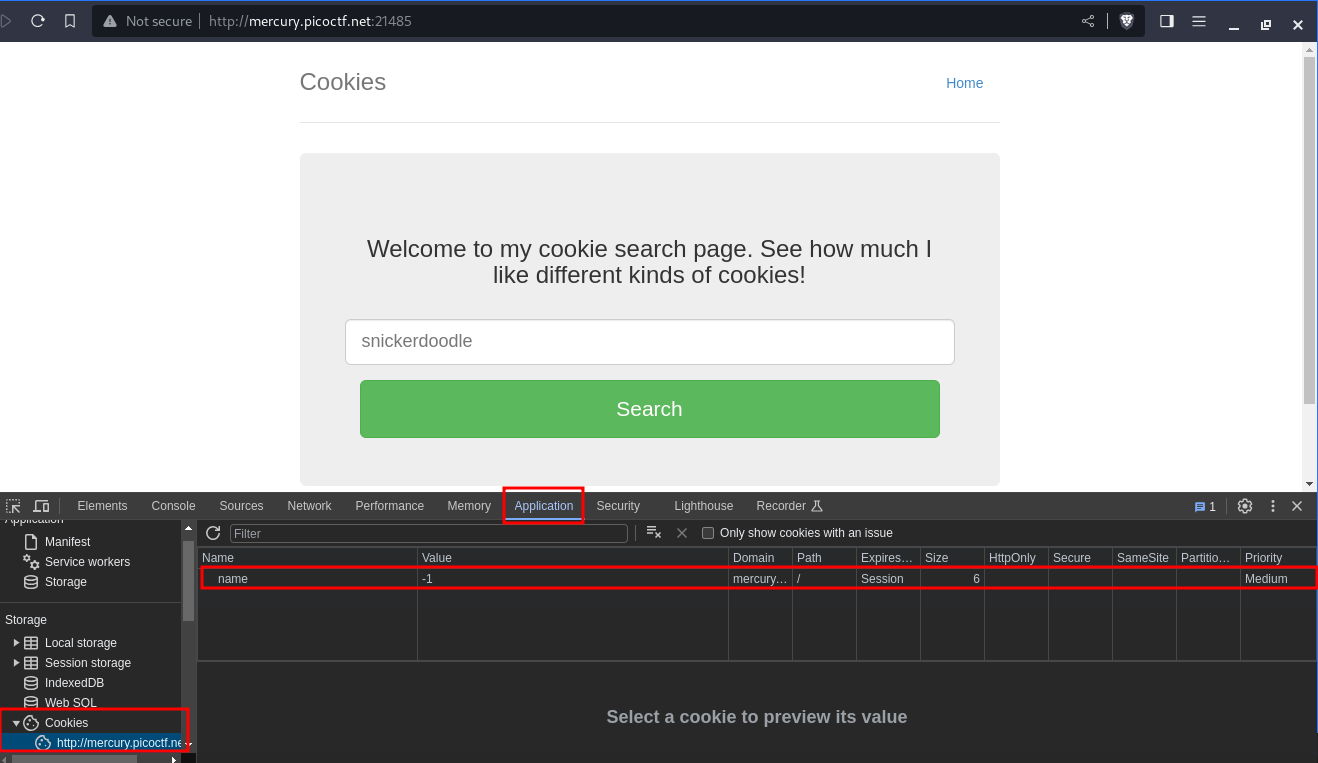 Not secure http://mercury.picoctf.net:21485
Cookies
Home
Welcome to my cookie search page. See how much I
like different kinds of cookies!
snickerdoodle
Search
Elements Console Sources Network Performance Memory Application Security Lighthouse Recorder 1
Application
Manifest
Service workers
Storage
Storage
Local storage
Session storage
IndexedDB
Web SQL
Cookies
http://mercury.picoctf.ne
Filter
Only show cookies with an issue
Name Value Domain Path Expires… Size HttpOnly Secure SameSite Partitio… Priority
name -1 mercury… / Session 6 Medium
Select a cookie to preview its value